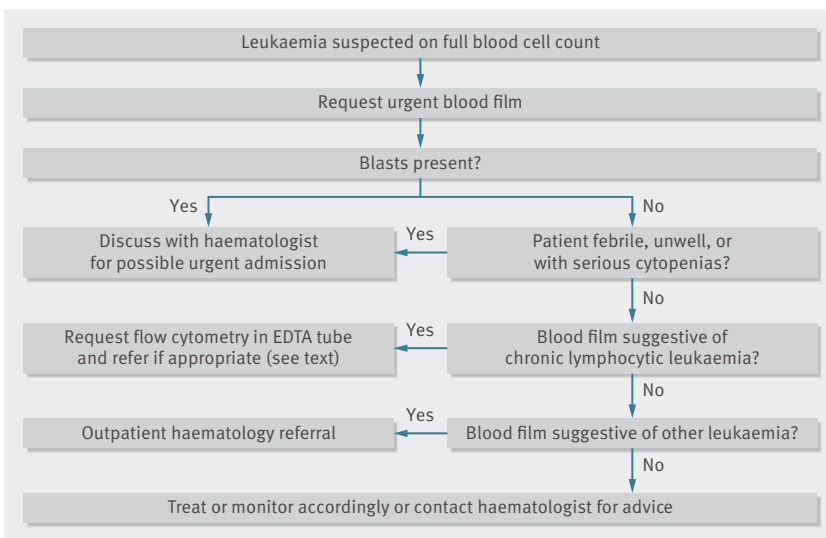 Leukaemia suspected on full blood cell count
Request urgent blood film
Blasts present?
Yes
No
Discuss with haematologist
for possible urgent admission
Yes
Patient febrile, unwell, or
with serious cytopenias?
No
Request flow cytometry in EDTA tube
and refer if appropriate (see text)
Yes
Blood film suggestive of
chronic lymphocytic leukaemia?
No
Outpatient haematology referral
Yes
Blood film suggestive of other leukaemia?
No
Treat or monitor accordingly or contact haematologist for advice